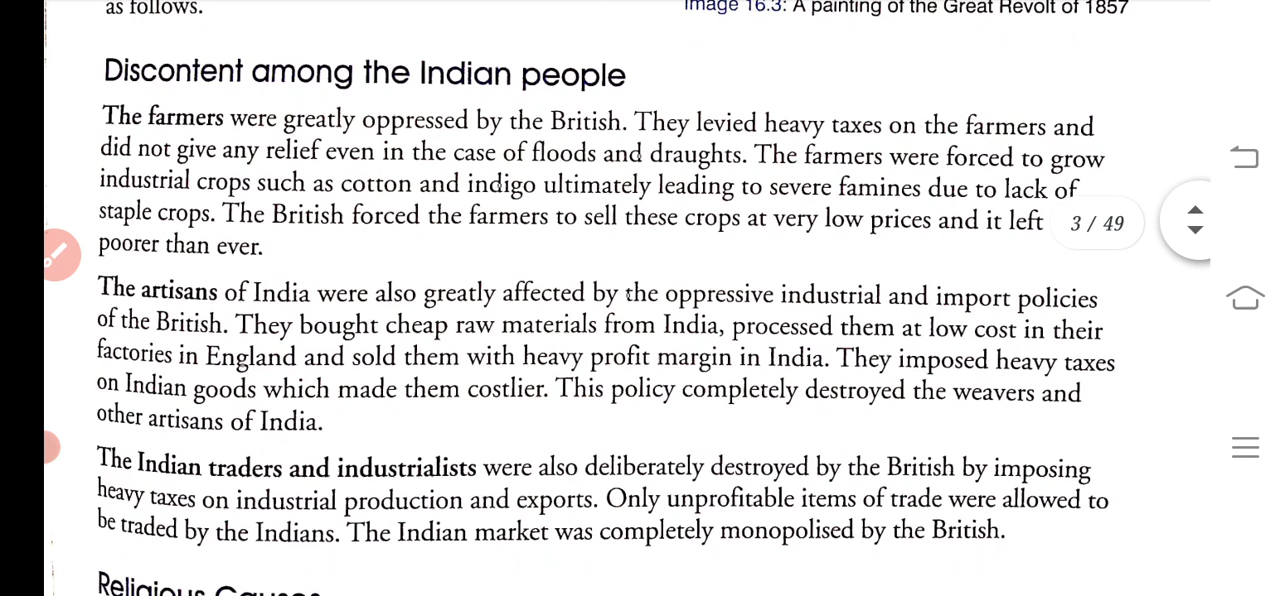 as follows.
Image 16.3: A painting of the Great Revolt of 1857
Discontent among the Indian people
The farmers were greatly oppressed by the British. They levied heavy taxes on the farmers and
did not give any relief even in the case of floods and draughts. The farmers were forced to grow
industrial crops such as cotton and indigo ultimately leading to severe famines due to lack of
staple crops. The British forced the farmers to sell these crops at very low prices and it left
3 / 49
poorer than ever.
The artisans of India were also greatly affected by the oppressive industrial and import policies
of the British. They bought cheap raw materials from India, processed them at low cost in their
factories in England and sold them with heavy profit margin in India. They imposed heavy taxes
on Indian goods which made them costlier. This policy completely destroyed the weavers and
other artisans of India.
The Indian traders and industrialists were also deliberately destroyed by the British by imposing
heavy taxes on industrial production and exports. Only unprofitable items of trade were allowed to
be traded by the Indians. The Indian market was completely monopolised by the British.
Religious Causes